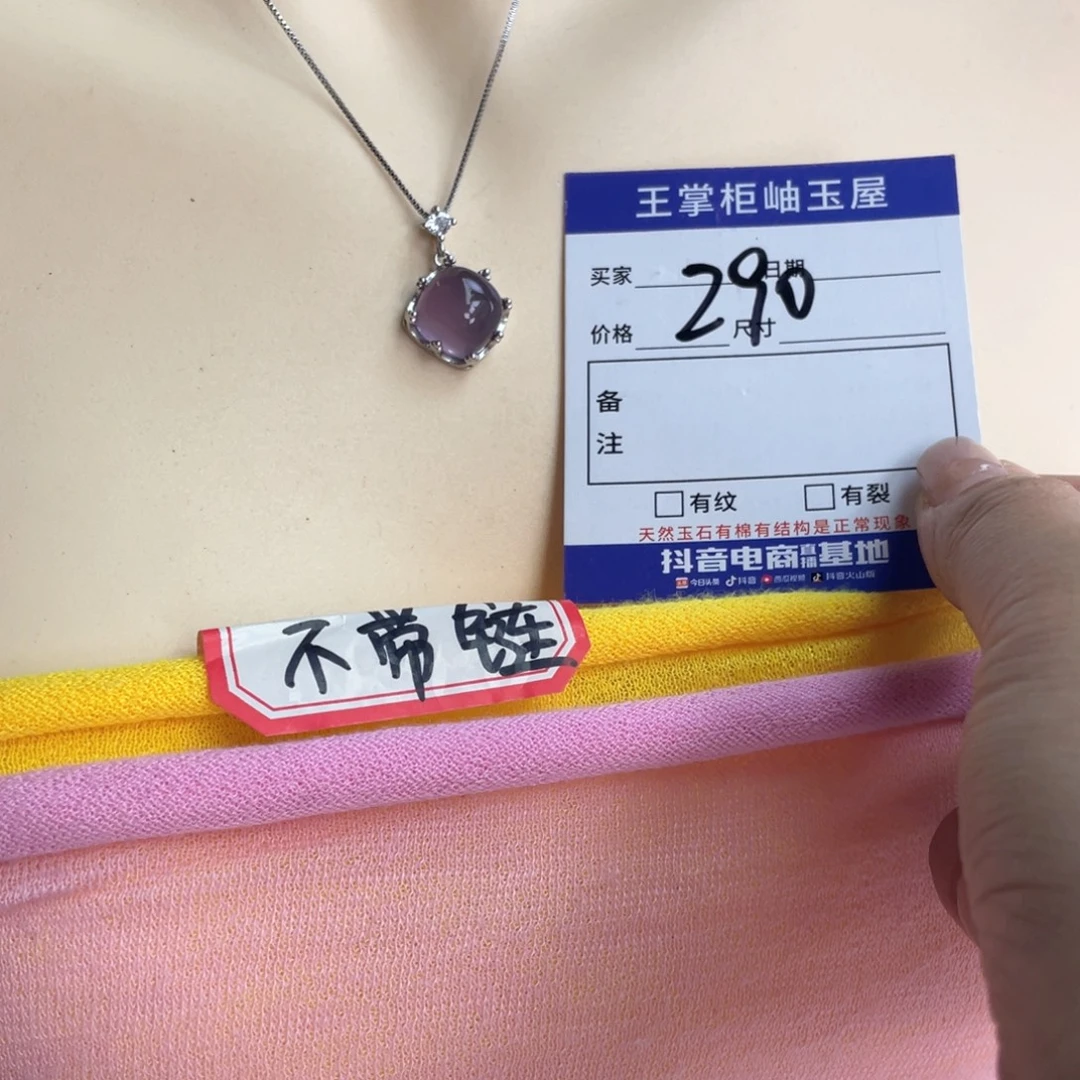 王掌柜岫玉屋
买家 日期
290
价格 尺寸
备
注
□有纹 □有裂
天然玉石有棉有结构是正常现象
抖音电商直播基地
今日头条 抖音 西瓜视频 抖音火山版
不带链